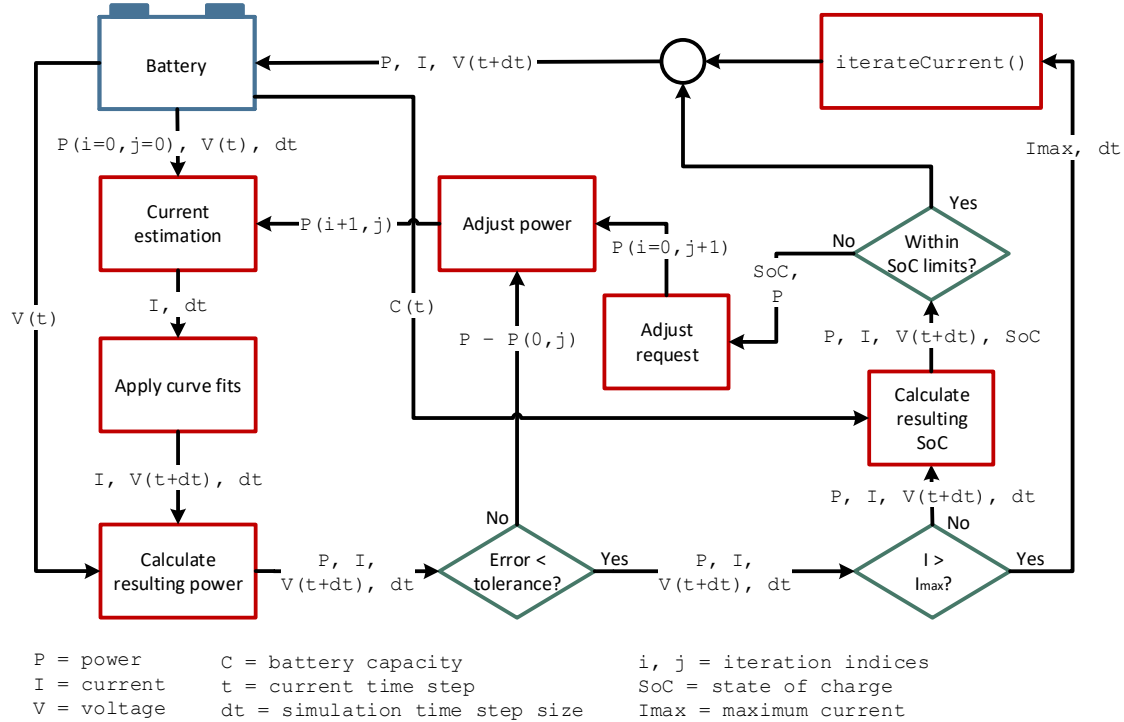 Battery
P, I, V(t+dt)
iterateCurrent()
P(i=0,j=0), V(t), dt
Imax, dt
Current
estimation
P(i+1,j)
Adjust power
P(i=0,j+1)
No
Yes
Within
SoC limits?
SoC,
P
I, dt
V(t)
C(t)
P – P(0,j)
Adjust
request
P, I, V(t+dt), SoC
Apply curve fits
Calculate
resulting
SoC
I, V(t+dt), dt
P, I, V(t+dt), dt
Calculate
resulting power
P, I,
V(t+dt), dt
No
Error <
tolerance?
Yes
P, I,
V(t+dt), dt
No
I >
Imax?
Yes
P = power
I = current
V = voltage
C = battery capacity
t = current time step
dt = simulation time step size
i, j = iteration indices
SoC = state of charge
Imax = maximum current